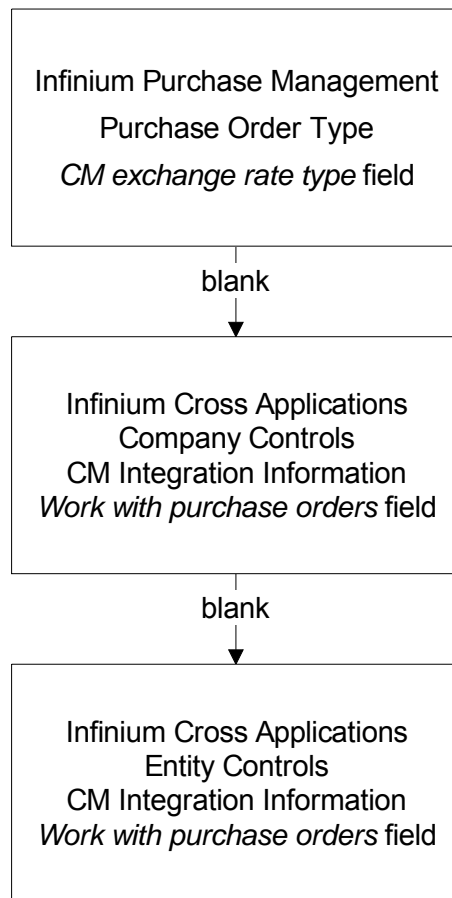 Infinium Purchase Management
Purchase Order Type
CM exchange rate type field
blank
Infinium Cross Applications
Company Controls
CM Integration Information
Work with purchase orders field
blank
Infinium Cross Applications
Entity Controls
CM Integration Information
Work with purchase orders field